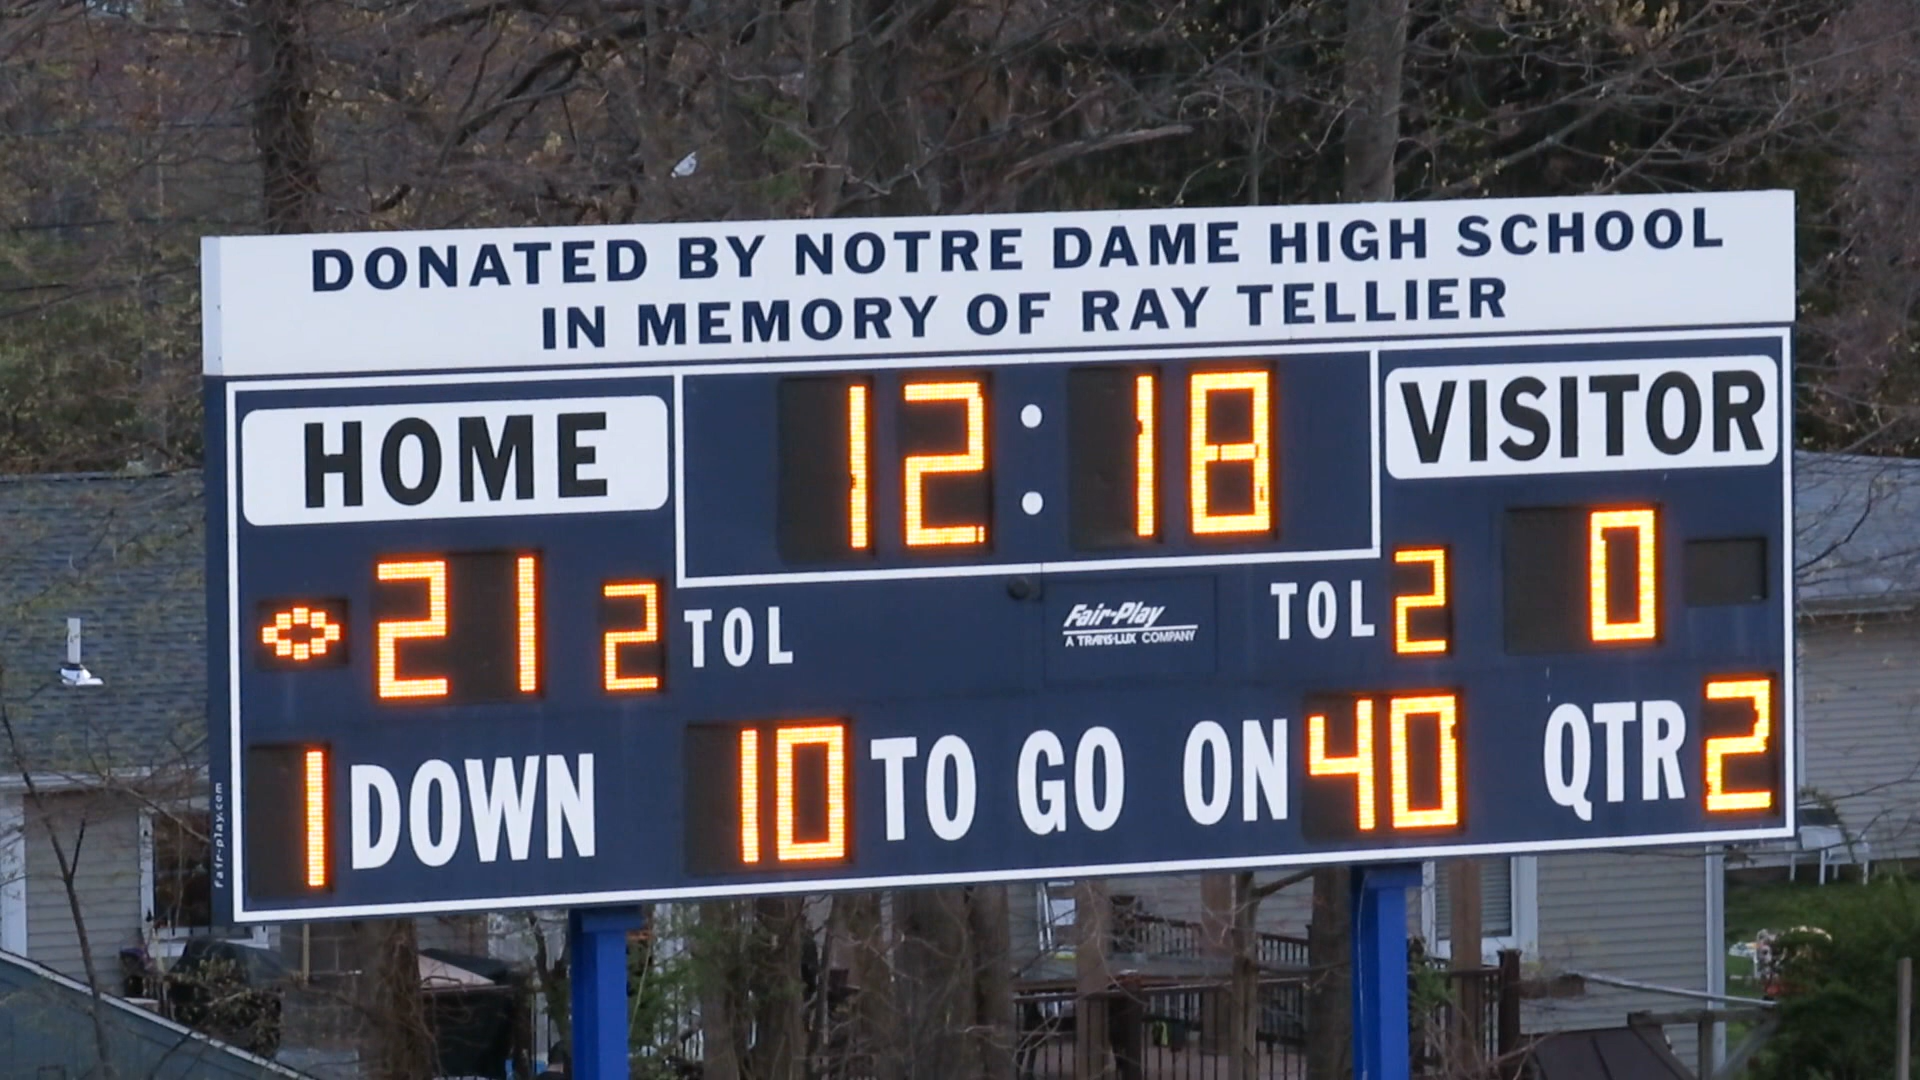 DONATED BY NOTRE DAME HIGH SCHOOL
IN MEMORY OF RAY TELLIER
HOME 12:18 VISITOR
21 2 TOL TOL 2 0
Fair-Play
A TRANS-LUX COMPANY
1 DOWN 10 TO GO ON 40 QTR 2
Fair-play.com